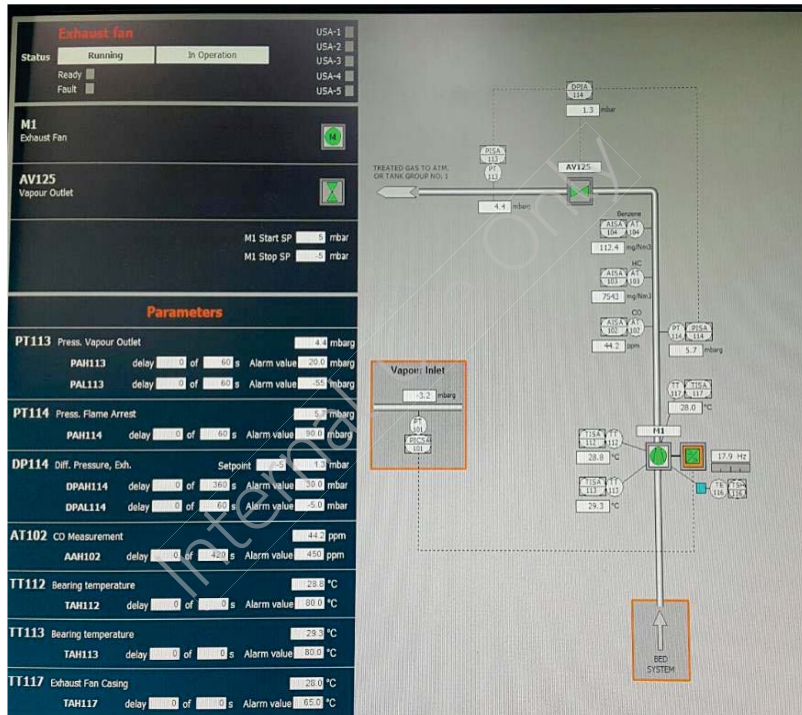 Exhaust fan
USA-1
USA-2
USA-3
USA-4
USA-5
Status Running In Operation
Ready
Fault
M1
Exhaust Fan
M
AV125
Vapour Outlet
M1 Start SP 5 mbar
M1 Stop SP -5 mbar
Parameters
PT113 Press. Vapour Outlet 4.4 mbarg
PAH113 delay 0 of 60 s Alarm value 20.0 mbarg
PAL113 delay 0 of 60 s Alarm value -55 mbarg
PT114 Press. Flame Arrest 5.7 mbarg
PAH114 delay 0 of 60 s Alarm value 90.0 mbarg
DP114 Diff. Pressure, Exh. Setpoint -5 1.3 mbar
DPAH114 delay 0 of 360 s Alarm value 30.0 mbar
DPAL114 delay 0 of 60 s Alarm value -5.0 mbar
AT102 CO Measurement 44.2 ppm
AAH102 delay 0 of 420 s Alarm value 450 ppm
TT112 Bearing temperature 28.8 °C
TAH112 delay 0 of 0 s Alarm value 80.0 °C
TT113 Bearing temperature 29.3 °C
TAH113 delay 0 of 0 s Alarm value 80.0 °C
TT117 Exhaust Fan Casing 28.0 °C
TAH117 delay 0 of 0 s Alarm value 65.0 °C
DPIA
114
1.3 mbar
PISA
113
PT
113
AV125
TREATED GAS TO ATM.
OR TANK GROUP NO. 1
4.4 mbarg
Benzene
AISA AT
104 104
112.4 mg/Nm3
HC
AISA AT
103 103
7543 mg/Nm3
CO
AISA AT
102 102
44.2 ppm
PT PISA
114 114
5.7 mbarg
Vapour Inlet
-3.2 mbarg
PT
101
PICSA
101
TT TISA
117 117
28.0 °C
M1
TISA TT
112 112
28.8 °C
17.9 Hz
TISA TT
113 113
29.3 °C
TE TSH
116 116
BED
SYSTEM
Internal Use Only